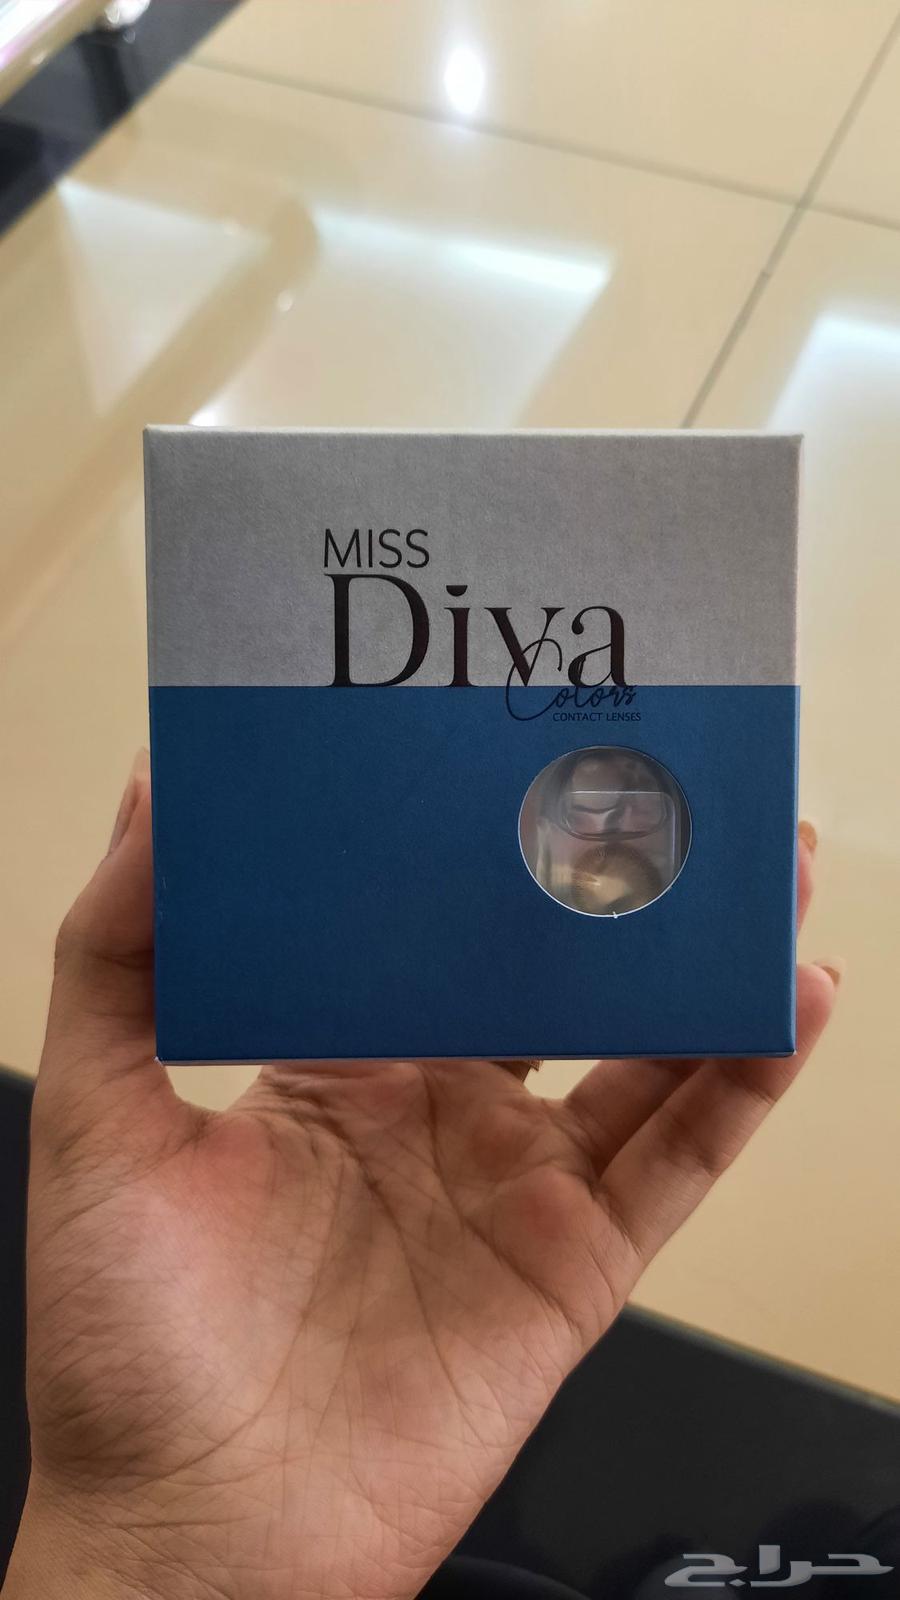 MISS
Diva
Colors
CONTACT LENSES
حراج